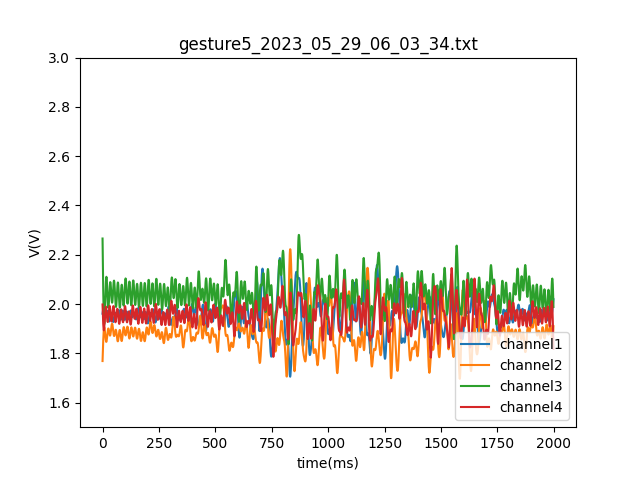 gesture5_2023_05_29_06_03_34.txt
V(V)
3.0
2.8
2.6
2.4
2.2
2.0
1.8
1.6
channel1
channel2
channel3
channel4
0 250 500 750 1000 1250 1500 1750 2000
time(ms)